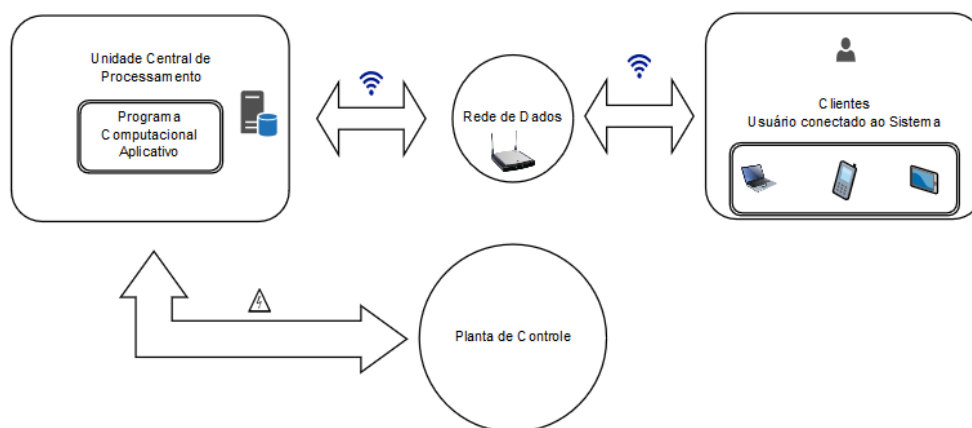 Unidade Central de
Processamento
Programa
Computacional
Aplicativo
Rede de Dados
Clientes
Usuário conectado ao Sistema
Planta de Controle